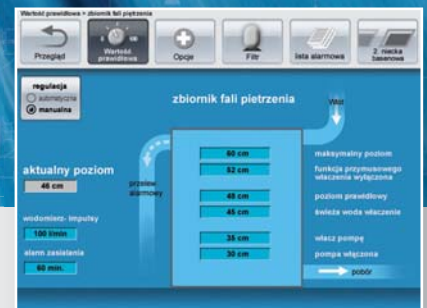 Wartość prawidłowa > zbiornik fali piętrzenia
Przegląd
Wartość
prawidłowa
Opcje
Filtr
lista alarmowa
2. niecka
basenowa
regulacja
automatyczna
manualna
zbiornik fali pietrzenia
aktualny poziom
46 cm
przelew
alarmowy
wodomierz- impulsy
100 l/min
alarm zasilania
60 min.
60 cm
maksymalny poziom
52 cm
funkcja przymusowego
włączenia wyłączona
48 cm
poziom prawidłowy
45 cm
świeża woda włączenie
35 cm
włącz pompę
30 cm
pompa włączona
pobór